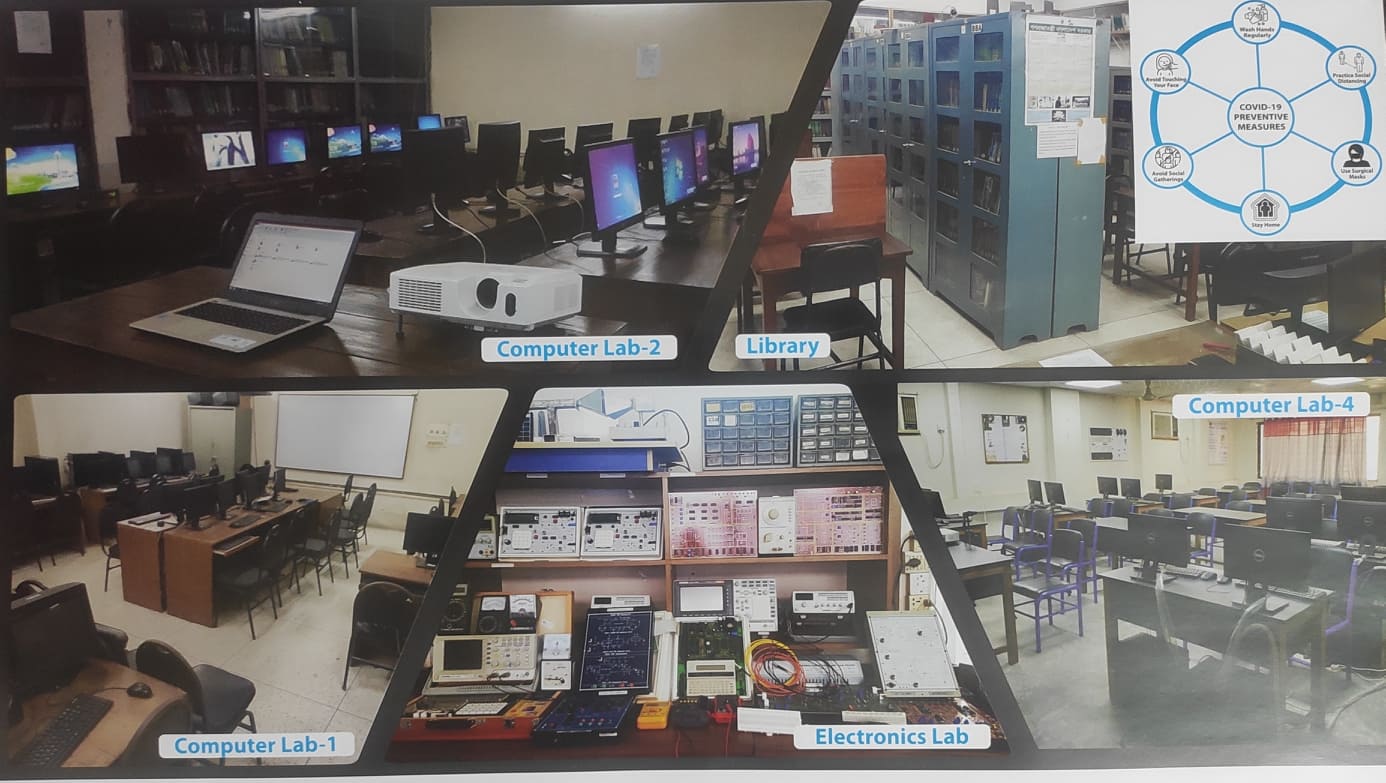 Wash Hands
Regularly
Avoid Touching
Your Face
Practice Social
Distancing
COVID-19
PREVENTIVE
MEASURES
Avoid Social
Gatherings
Use Surgical
Masks
Stay Home
Computer Lab-2
Library
Computer Lab-4
Computer Lab-1
Electronics Lab